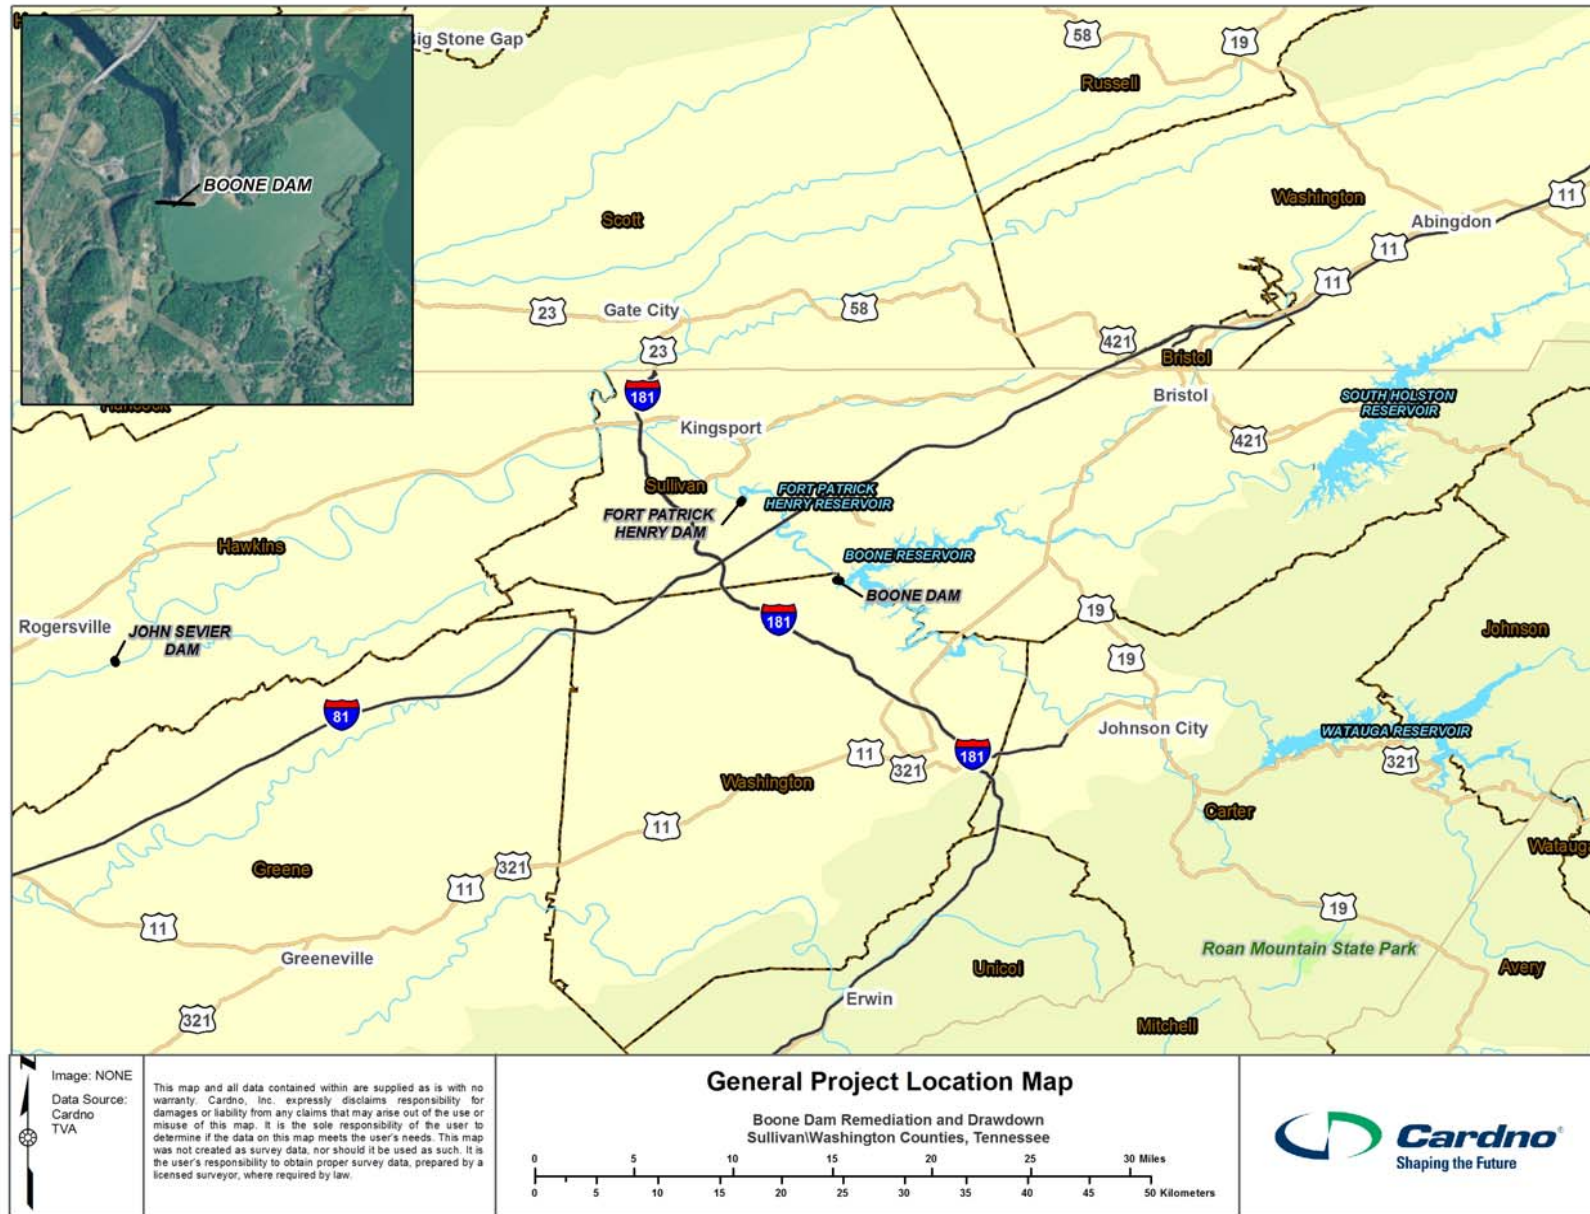 Big Stone Gap
58
19
Russell
BOONE DAM
Scott
Washington
Abingdon
11
11
11
23
Gate City
58
23
421
Bristol
Hancock
181
Bristol
SOUTH HOLSTON
RESERVOIR
Kingsport
421
Sullivan
FORT PATRICK
HENRY RESERVOIR
FORT PATRICK
HENRY DAM
Hawkins
BOONE RESERVOIR
BOONE DAM
19
Rogersville
JOHN SEVIER
DAM
181
Johnson
19
81
Johnson City
WATAUGA RESERVOIR
11
321
181
321
Washington
11
Carter
Watauga
Greene
321
11
19
11
Greeneville
Roan Mountain State Park
Unicoi
Avery
Erwin
321
Mitchell
N
Image: NONE
Data Source:
Cardno
TVA
This map and all data contained within are supplied as is with no
warranty. Cardno, Inc. expressly disclaims responsibility for
damages or liability from any claims that may arise out of the use or
misuse of this map. It is the sole responsibility of the user to
determine if the data on this map meets the user's needs. This map
was not created as survey data, nor should it be used as such. It is
the user's responsibility to obtain proper survey data, prepared by a
licensed surveyor, where required by law.
General Project Location Map
Boone Dam Remediation and Drawdown
Sullivan\Washington Counties, Tennessee
0 5 10 15 20 25 30 Miles
0 5 10 15 20 25 30 35 40 45 50 Kilometers
Cardno®
Shaping the Future